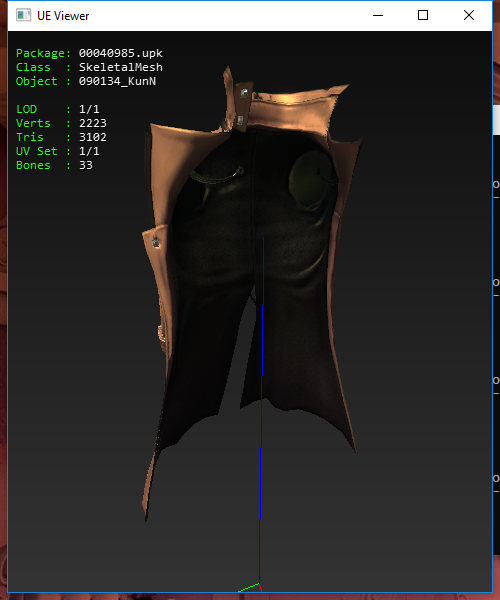 UE Viewer
Package: 00040985.upk
Class  : SkeletalMesh
Object : 090134_KunN
LOD    : 1/1
Verts  : 2223
Tris   : 3102
UV Set : 1/1
Bones  : 33